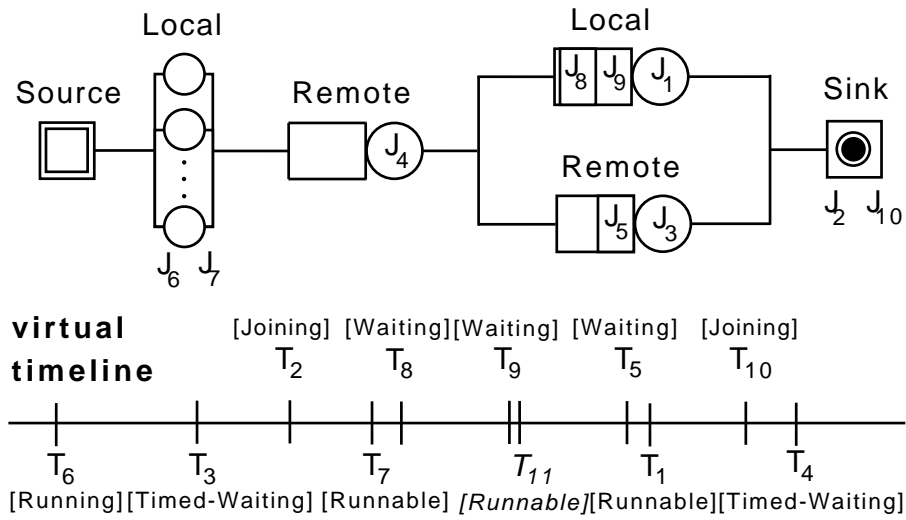 Local
Local
Source
Remote
J8 J9 J1
Sink
J4
Remote
J5 J3
J2 J10
J6 J7
virtual timeline
[Joining] [Waiting] [Waiting] [Waiting] [Joining]
T2 T8 T9 T5 T10
T6 T3 T7 T11 T1 T4
[Running] [Timed-Waiting] [Runnable] [Runnable] [Runnable] [Timed-Waiting]